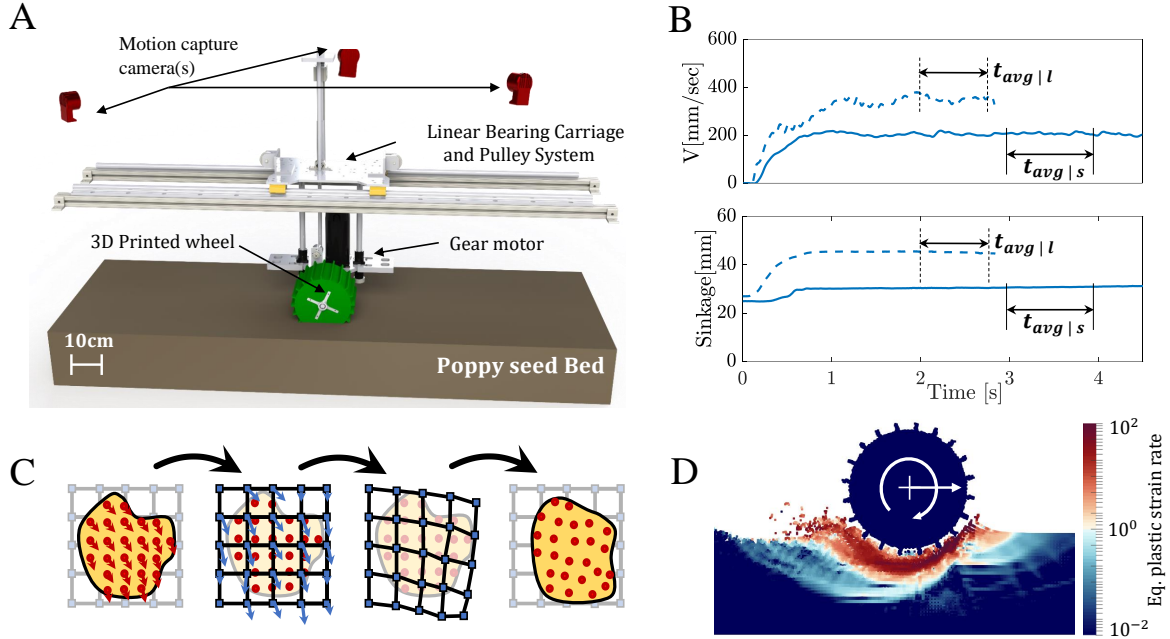 A
Motion capture
camera(s)
Linear Bearing Carriage
and Pulley System
3D Printed wheel
Gear motor
10cm
Poppy seed Bed
B
600
400
200
0
V[mm/sec]
t_avg | l
t_avg | s
60
40
20
0
Sinkage[mm]
t_avg | l
t_avg | s
0
1
2
3
4
Time [s]
C
D
10^2
10^0
10^-2
Eq. plastic strain rate